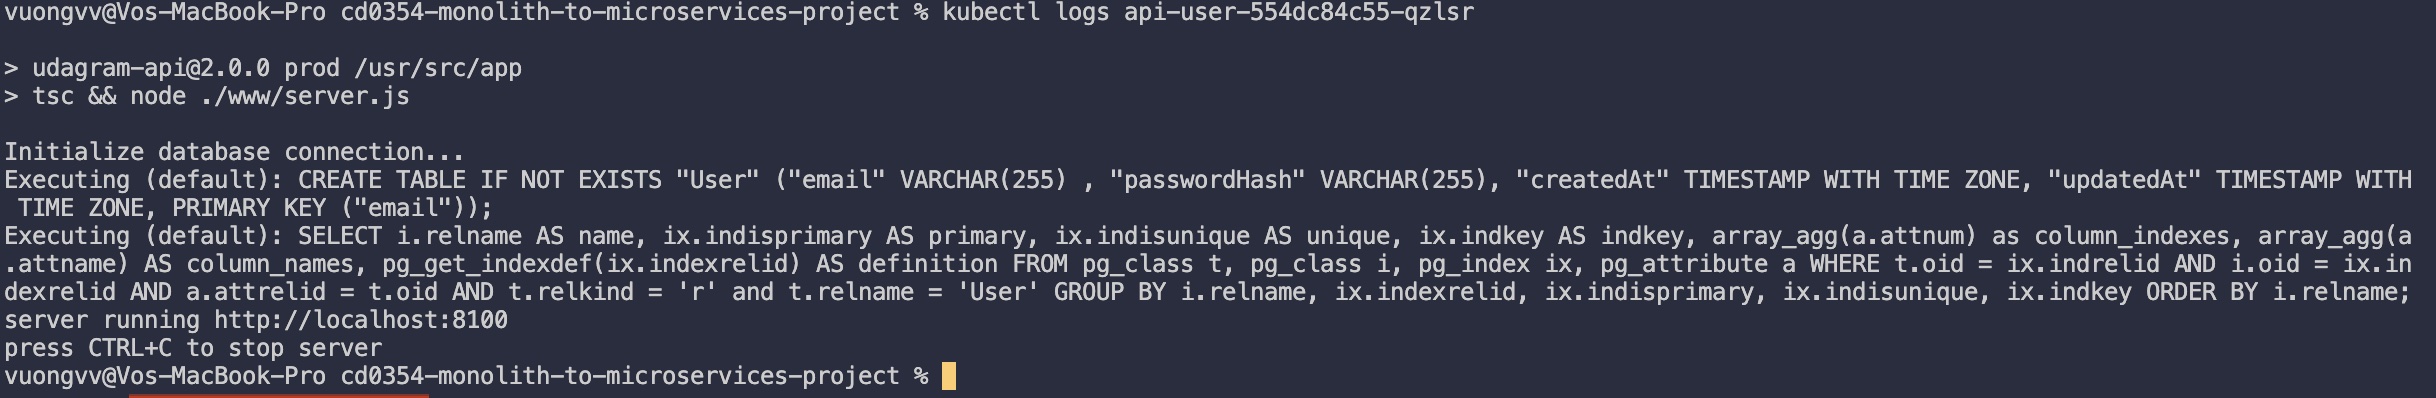 vuongvv@Vos-MacBook-Pro cd0354-monolith-to-microservices-project % kubectl logs api-user-554dc84c55-qzlsr
> udagram-api@2.0.0 prod /usr/src/app
> tsc && node ./www/server.js
Initialize database connection...
Executing (default): CREATE TABLE IF NOT EXISTS "User" ("email" VARCHAR(255) , "passwordHash" VARCHAR(255), "createdAt" TIMESTAMP WITH TIME ZONE, "updatedAt" TIMESTAMP WITH
 TIME ZONE, PRIMARY KEY ("email"));
Executing (default): SELECT i.relname AS name, ix.indisprimary AS primary, ix.indisunique AS unique, ix.indkey AS indkey, array_agg(a.attnum) as column_indexes, array_agg(a
.attname) AS column_names, pg_get_indexdef(ix.indexrelid) AS definition FROM pg_class t, pg_class i, pg_index ix, pg_attribute a WHERE t.oid = ix.indrelid AND i.oid = ix.in
dexrelid AND a.attrelid = t.oid AND t.relkind = 'r' and t.relname = 'User' GROUP BY i.relname, ix.indexrelid, ix.indisprimary, ix.indisunique, ix.indkey ORDER BY i.relname;
server running http://localhost:8100
press CTRL+C to stop server
vuongvv@Vos-MacBook-Pro cd0354-monolith-to-microservices-project %